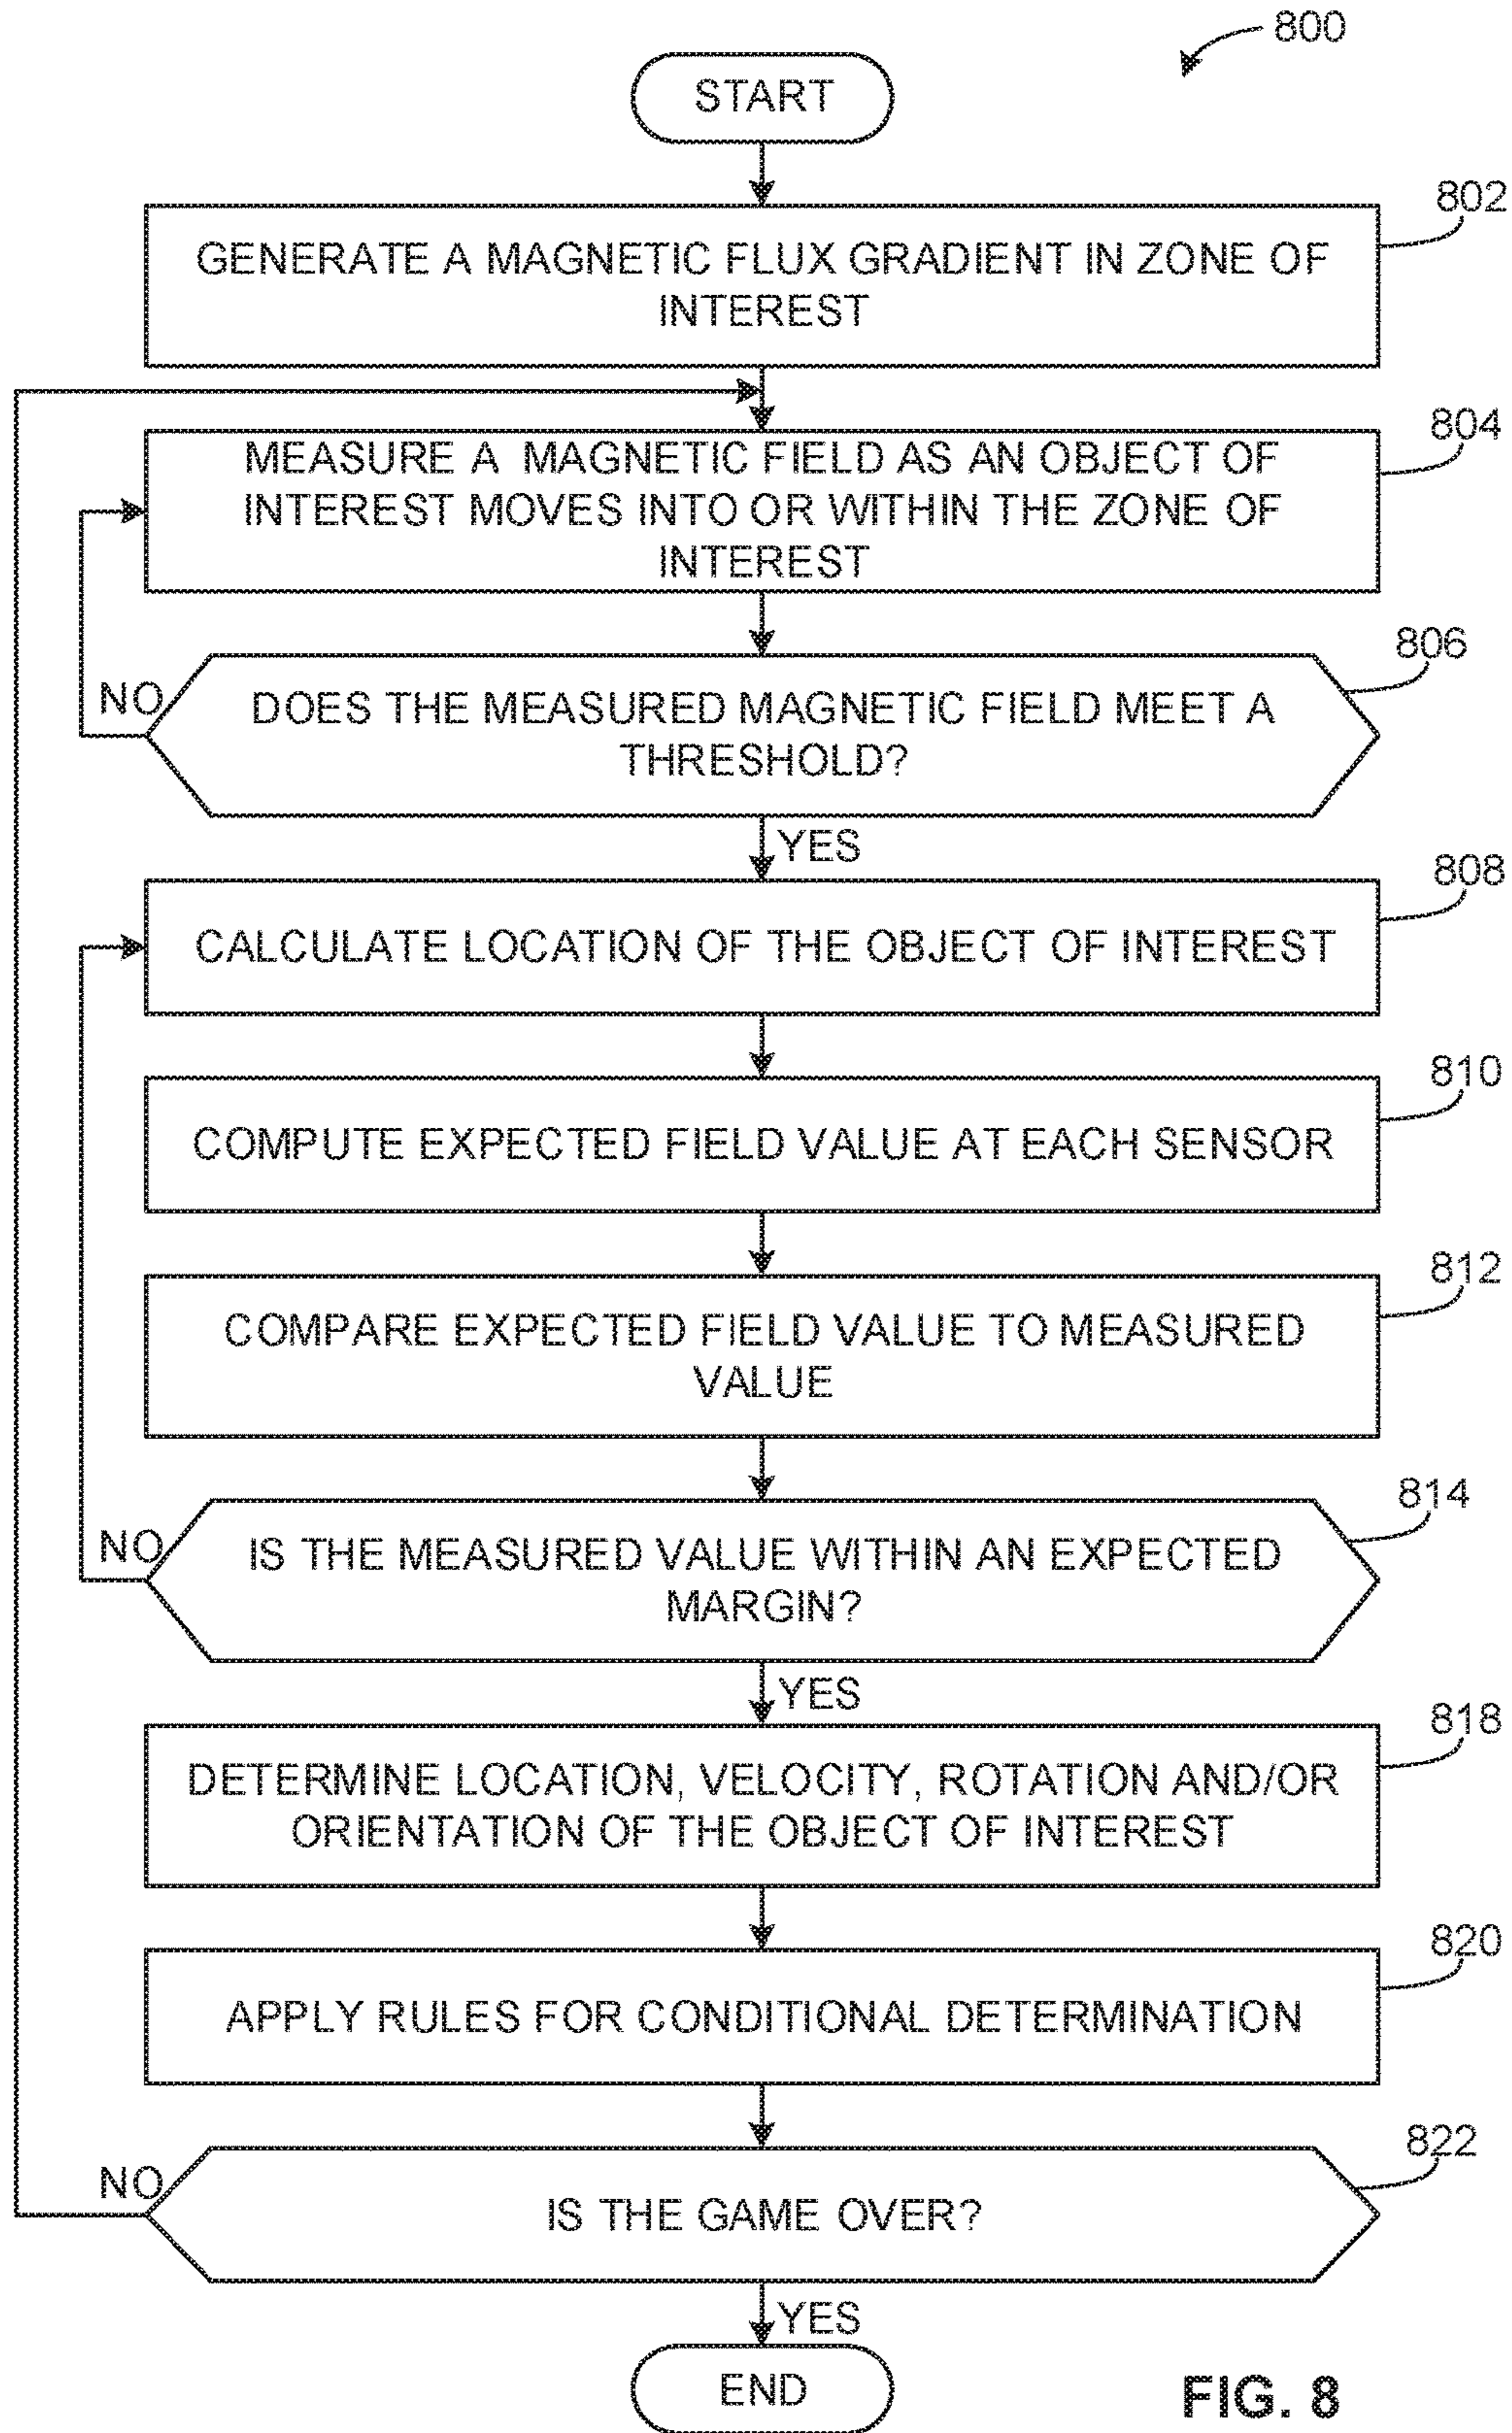 800
START
802
GENERATE A MAGNETIC FLUX GRADIENT IN ZONE OF
INTEREST
804
MEASURE A MAGNETIC FIELD AS AN OBJECT OF
INTEREST MOVES INTO OR WITHIN THE ZONE OF
INTEREST
806
NO
DOES THE MEASURED MAGNETIC FIELD MEET A
THRESHOLD?
YES
808
CALCULATE LOCATION OF THE OBJECT OF INTEREST
810
COMPUTE EXPECTED FIELD VALUE AT EACH SENSOR
812
COMPARE EXPECTED FIELD VALUE TO MEASURED
VALUE
814
NO
IS THE MEASURED VALUE WITHIN AN EXPECTED
MARGIN?
YES
818
DETERMINE LOCATION, VELOCITY, ROTATION AND/OR
ORIENTATION OF THE OBJECT OF INTEREST
820
APPLY RULES FOR CONDITIONAL DETERMINATION
822
NO
IS THE GAME OVER?
YES
END
FIG. 8